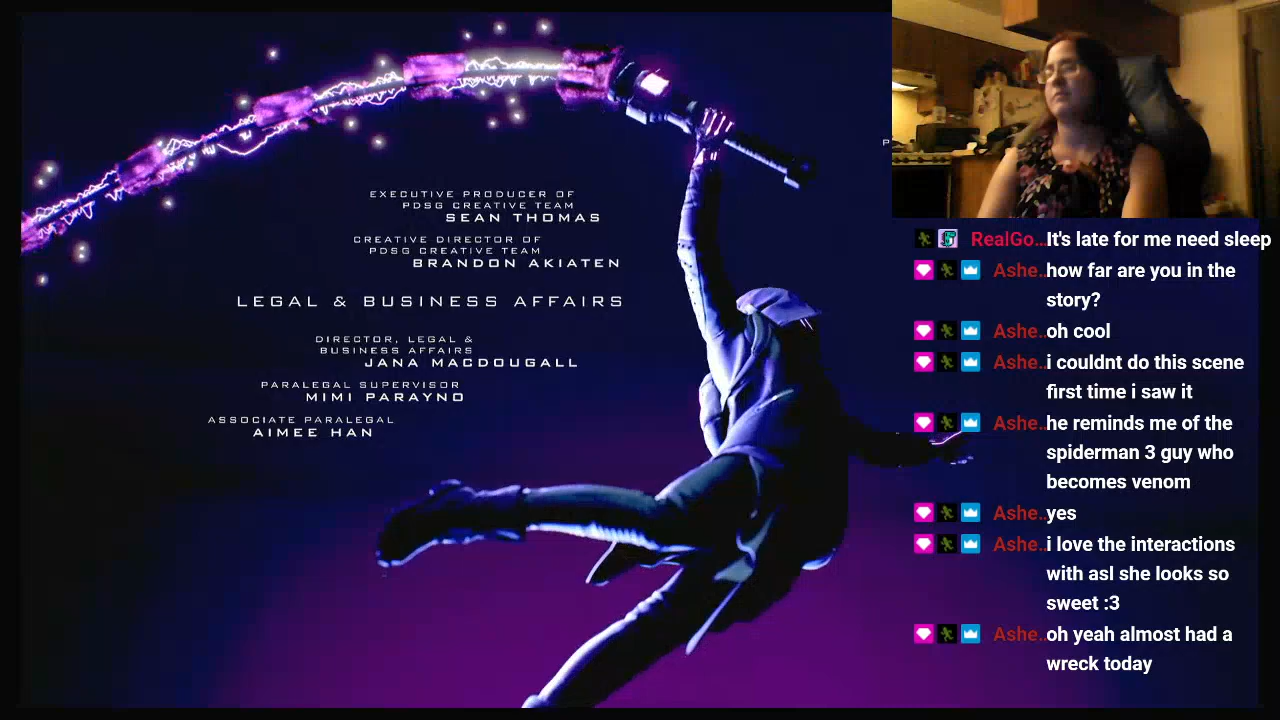 EXECUTIVE PRODUCER OF
PDSG CREATIVE TEAM
SEAN THOMAS
CREATIVE DIRECTOR OF
PDSG CREATIVE TEAM
BRANDON AKIATEN
LEGAL & BUSINESS AFFAIRS
DIRECTOR, LEGAL &
BUSINESS AFFAIRS
JANA MACDOUGALL
PARALEGAL SUPERVISOR
MIMI PARAYNO
ASSOCIATE PARALEGAL
AIMEE HAN
P
RealGo… It's late for me need sleep
Ashe… how far are you in the
story?
Ashe… oh cool
Ashe… i couldnt do this scene
first time i saw it
Ashe… he reminds me of the
spiderman 3 guy who
becomes venom
Ashe… yes
Ashe… i love the interactions
with asl she looks so
sweet :3
Ashe… oh yeah almost had a
wreck today